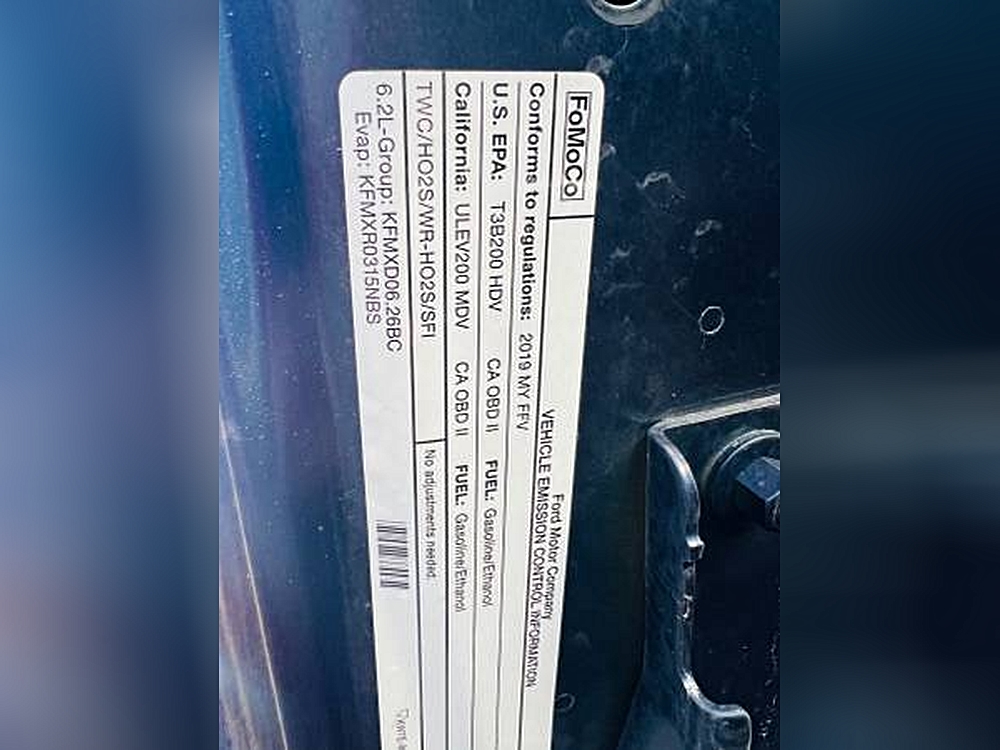 FoMoCo
Ford Motor Company
VEHICLE EMISSION CONTROL INFORMATION
Conforms to regulations: 2019 MY FFV
U.S. EPA: T3B200 HDV CA OBD II FUEL: Gasoline/Ethanol
California: ULEV200 MDV CA OBD II FUEL: Gasoline/Ethanol
TWC/HO2S/WR-HO2S/SFI
No adjustments needed.
6.2L-Group: KFMXD06.26BC
Evap: KFMXR0315NBS